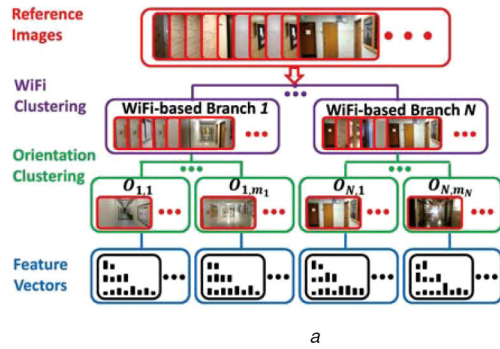 Reference
Images
WiFi
Clustering
WiFi-based Branch 1
WiFi-based Branch N
Orientation
Clustering
O1,1
O1,m1
ON,1
ON,mN
Feature
Vectors
a